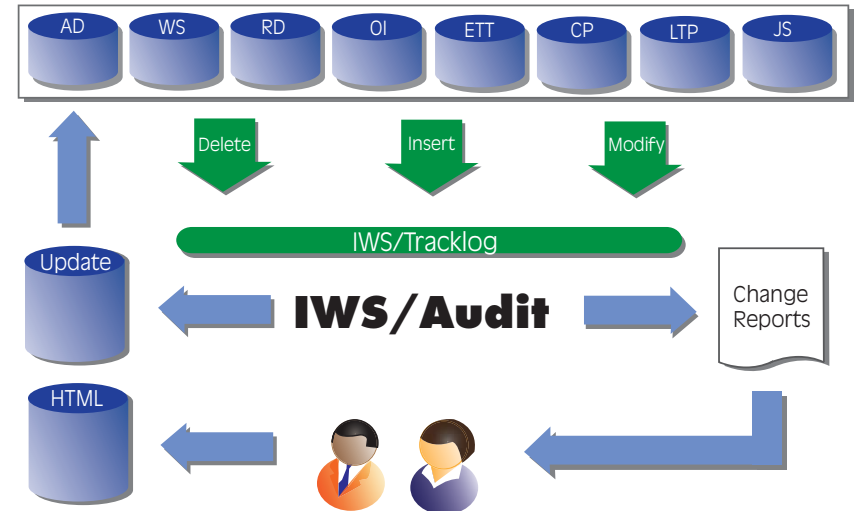 AD
WS
RD
OI
ETT
CP
LTP
JS
Delete
Insert
Modify
IWS/Tracklog
Update
IWS/Audit
Change
Reports
HTML